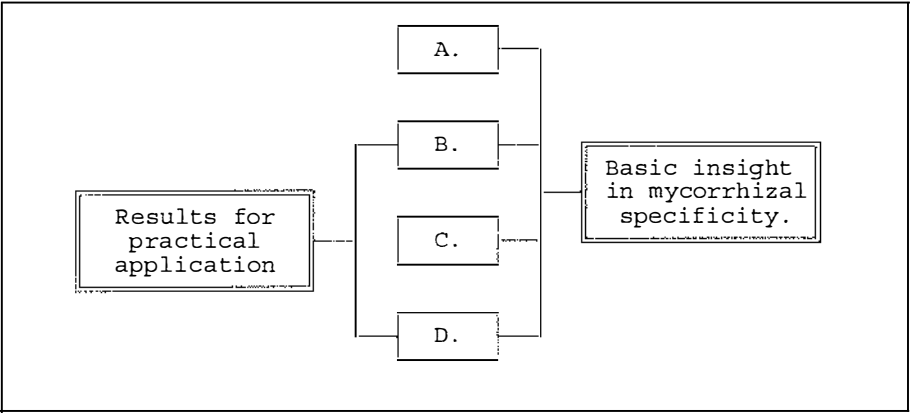 A.
B.
Basic insight
in mycorrhizal
specificity.
Results for
practical
application
C.
D.